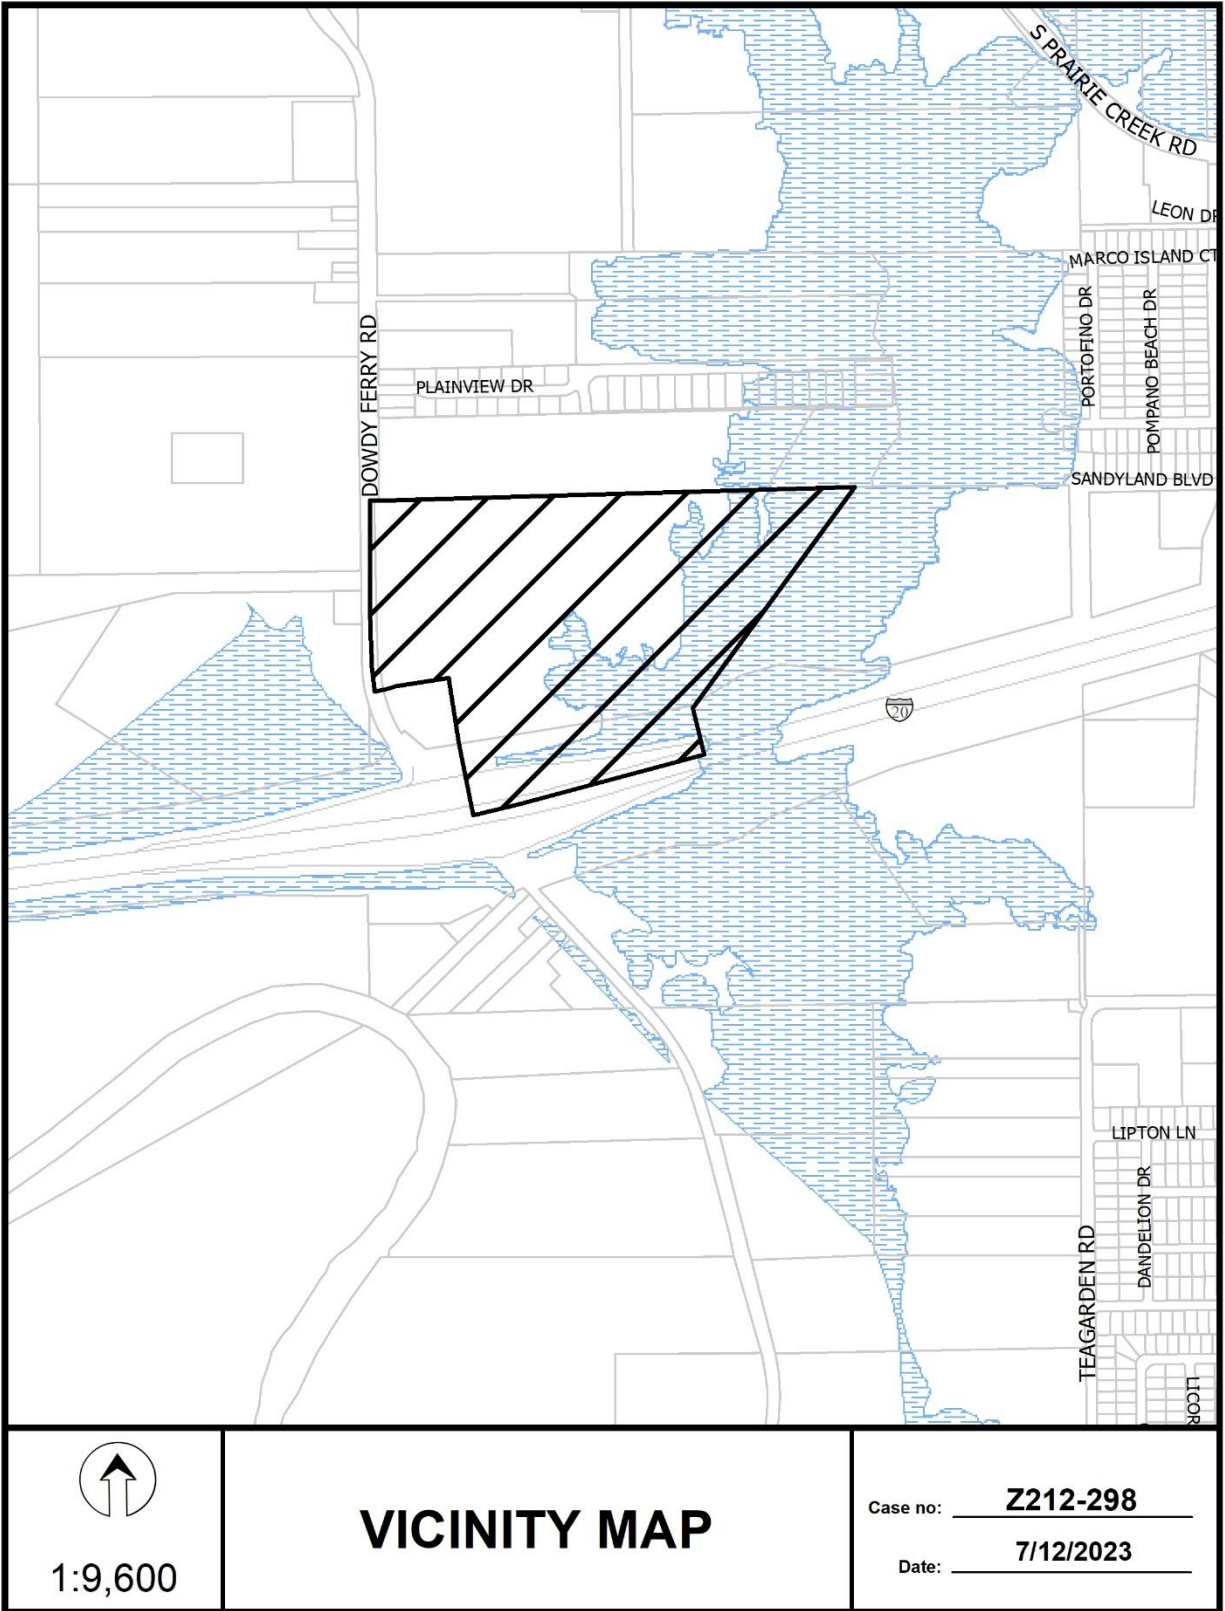 S PRAIRIE CREEK RD
LEON DR
MARCO ISLAND CT
PORTOFINO DR
POMPANO BEACH DR
DOWDY FERRY RD
PLAINVIEW DR
SANDYLAND BLVD
20
LIPTON LN
DANDELION DR
TEAGARDEN RD
LICOR
1:9,600
VICINITY MAP
Case no: Z212-298
Date: 7/12/2023